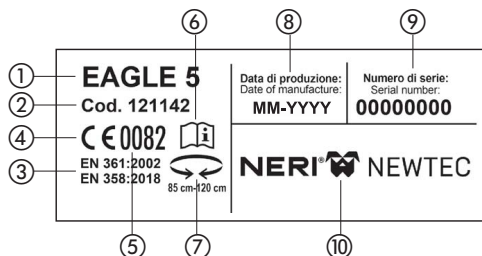 ⑥
⑧
⑨
① EAGLE 5
② Cod. 121142
④ CE 0082
③ EN 361:2002
EN 358:2018
85 cm-120 cm
⑤
⑦
Data di produzione:
Date of manufacture:
MM-YYYY
Numero di serie:
Serial number:
00000000
NERI® NEWTEC
⑩